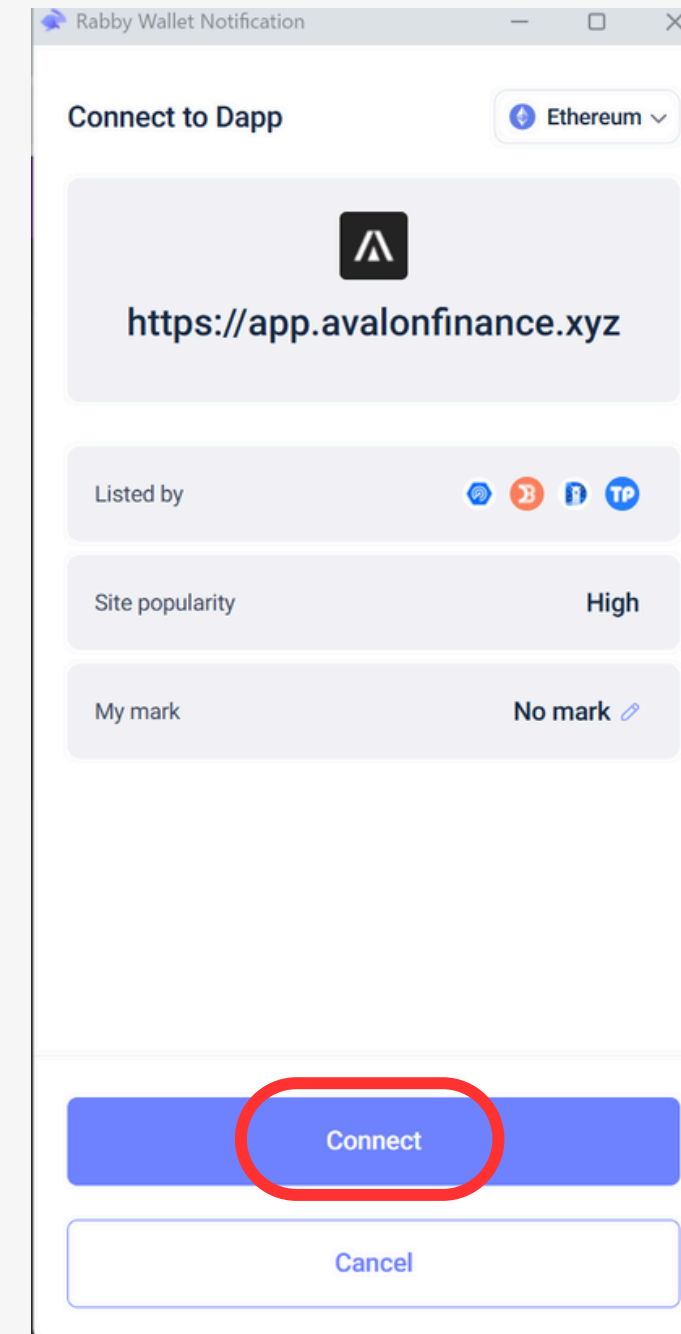 Rabby Wallet Notification
Connect to Dapp
Ethereum
https://app.avalonfinance.xyz
Listed by
TP
Site popularity
High
My mark
No mark
Connect
Cancel